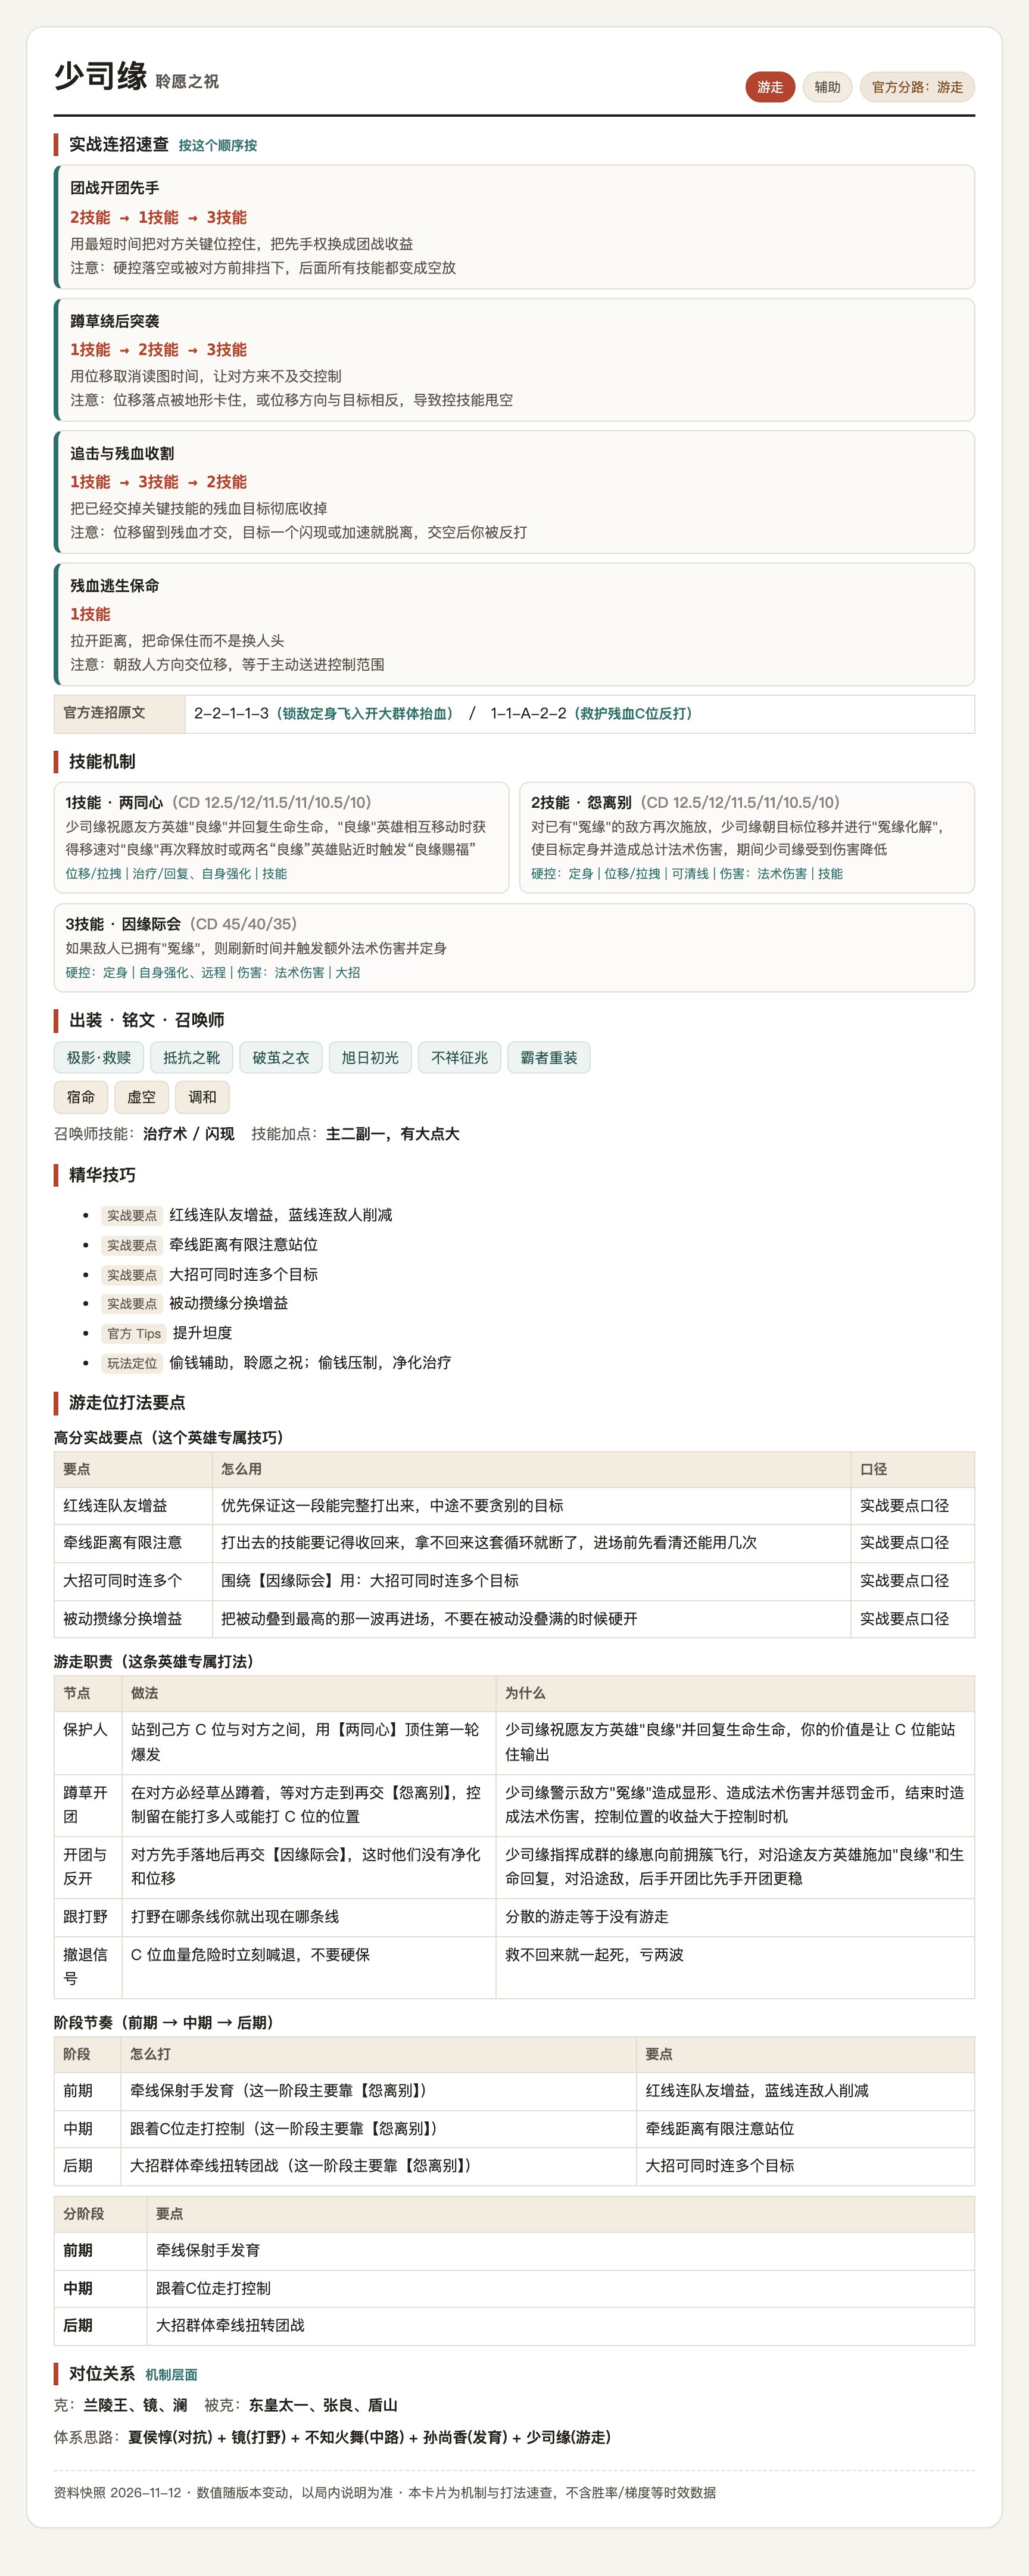 少司缘 聆愿之祝
游走 辅助 官方分路：游走
实战连招速查 按这个顺序按
团战开团先手
2技能 → 1技能 → 3技能
用最短时间把对方关键位控住，把先手权换成团战收益
注意：硬控落空或被对方前排挡下，后面所有技能都变成空放
蹲草绕后突袭
1技能 → 2技能 → 3技能
用位移取消读图时间，让对方来不及交控制
注意：位移落点被地形卡住，或位移方向与目标相反，导致控技能甩空
追击与残血收割
1技能 → 3技能 → 2技能
把已经交掉关键技能的残血目标彻底收掉
注意：位移留到残血才交，目标一个闪现或加速就脱离，交空后你被反打
残血逃生保命
1技能
拉开距离，把命保住而不是换人头
注意：朝敌人方向交位移，等于主动送进控制范围
官方连招原文 2-2-1-1-3（锁敌定身飞入开大群体抬血） / 1-1-A-2-2（救护残血C位反打）
技能机制
1技能 · 两同心（CD 12.5/12/11.5/11/10.5/10）
少司缘祝愿友方英雄"良缘"并回复生命生命，"良缘"英雄相互移动时获
得移速对"良缘"再次释放时或两名“良缘”英雄贴近时触发“良缘赐福”
位移/拉拽 | 治疗/回复、自身强化 | 技能
2技能 · 怨离别（CD 12.5/12/11.5/11/10.5/10）
对已有"冤缘"的敌方再次施放，少司缘朝目标位移并进行"冤缘化解"，
使目标定身并造成总计法术伤害，期间少司缘受到伤害降低
硬控：定身 | 位移/拉拽 | 可清线 | 伤害：法术伤害 | 技能
3技能 · 因缘际会（CD 45/40/35）
如果敌人已拥有"冤缘"，则刷新时间并触发额外法术伤害并定身
硬控：定身 | 自身强化、远程 | 伤害：法术伤害 | 大招
出装 · 铭文 · 召唤师
极影·救赎 抵抗之靴 破茧之衣 旭日初光 不祥征兆 霸者重装
宿命 虚空 调和
召唤师技能：治疗术 / 闪现 技能加点：主二副一，有大点大
精华技巧
• 实战要点 红线连队友增益，蓝线连敌人削减
• 实战要点 牵线距离有限注意站位
• 实战要点 大招可同时连多个目标
• 实战要点 被动攒缘分换增益
• 官方 Tips 提升坦度
• 玩法定位 偷钱辅助，聆愿之祝；偷钱压制，净化治疗
游走位打法要点
高分实战要点（这个英雄专属技巧）
要点 怎么用 口径
红线连队友增益 优先保证这一段能完整打出来，中途不要贪别的目标 实战要点口径
牵线距离有限注意 打出去的技能要记得收回来，拿不回来这套循环就断了，进场前先看清还能用几次 实战要点口径
大招可同时连多个 围绕【因缘际会】用：大招可同时连多个目标 实战要点口径
被动攒缘分换增益 把被动叠到最高的那一波再进场，不要在被动没叠满的时候硬开 实战要点口径
游走职责（这条英雄专属打法）
节点 做法 为什么
保护人 站到己方 C 位与对方之间，用【两同心】顶住第一轮
爆发
少司缘祝愿友方英雄"良缘"并回复生命生命，你的价值是让 C 位能站
住输出
蹲草开
团
在对方必经草丛蹲着，等对方走到再交【怨离别】，控
制留在能打多人或能打 C 位的位置
少司缘警示敌方"冤缘"造成显形、造成法术伤害并惩罚金币，结束时造
成法术伤害，控制位置的收益大于控制时机
开团与
反开
对方先手落地后再交【因缘际会】，这时他们没有净化
和位移
少司缘指挥成群的缘崽向前拥簇飞行，对沿途友方英雄施加"良缘"和生
命回复，对沿途敌，后手开团比先手开团更稳
跟打野 打野在哪条线你就出现在哪条线 分散的游走等于没有游走
撤退信
号
C 位血量危险时立刻喊退，不要硬保 救不回来就一起死，亏两波
阶段节奏（前期 → 中期 → 后期）
阶段 怎么打 要点
前期 牵线保射手发育（这一阶段主要靠【怨离别】） 红线连队友增益，蓝线连敌人削减
中期 跟着C位走打控制（这一阶段主要靠【怨离别】） 牵线距离有限注意站位
后期 大招群体牵线扭转团战（这一阶段主要靠【怨离别】） 大招可同时连多个目标
分阶段 要点
前期 牵线保射手发育
中期 跟着C位走打控制
后期 大招群体牵线扭转团战
对位关系 机制层面
克：兰陵王、镜、澜 被克：东皇太一、张良、盾山
体系思路：夏侯惇(对抗) + 镜(打野) + 不知火舞(中路) + 孙尚香(发育) + 少司缘(游走)
资料快照 2026-11-12 · 数值随版本变动，以局内说明为准 · 本卡片为机制与打法速查，不含胜率/梯度等时效数据